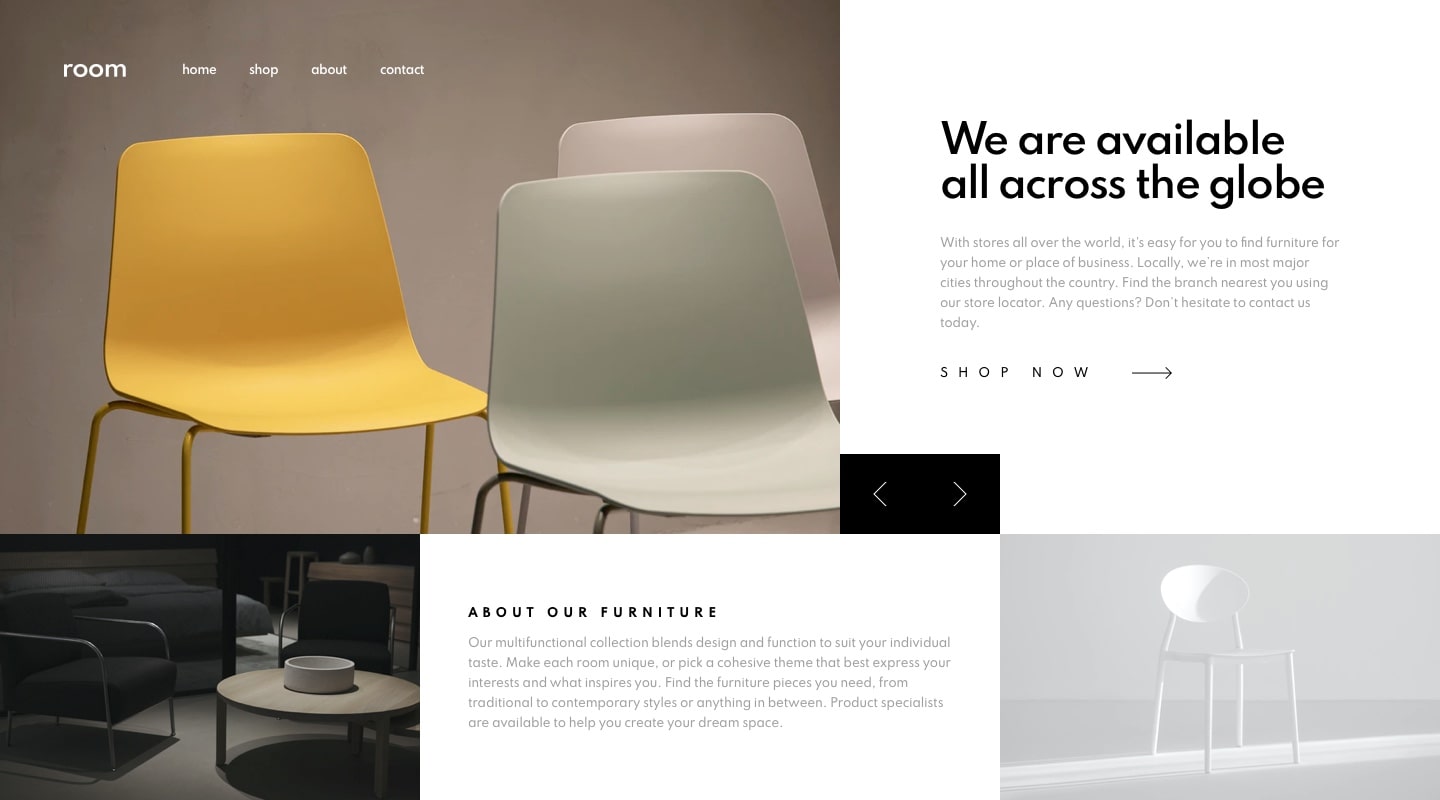 room
home shop about contact
We are available
all across the globe
With stores all over the world, it's easy for you to find furniture for
your home or place of business. Locally, we're in most major
cities throughout the country. Find the branch nearest you using
our store locator. Any questions? Don't hesitate to contact us
today.
SHOP NOW
ABOUT OUR FURNITURE
Our multifunctional collection blends design and function to suit your individual
taste. Make each room unique, or pick a cohesive theme that best express your
interests and what inspires you. Find the furniture pieces you need, from
traditional to contemporary styles or anything in between. Product specialists
are available to help you create your dream space.